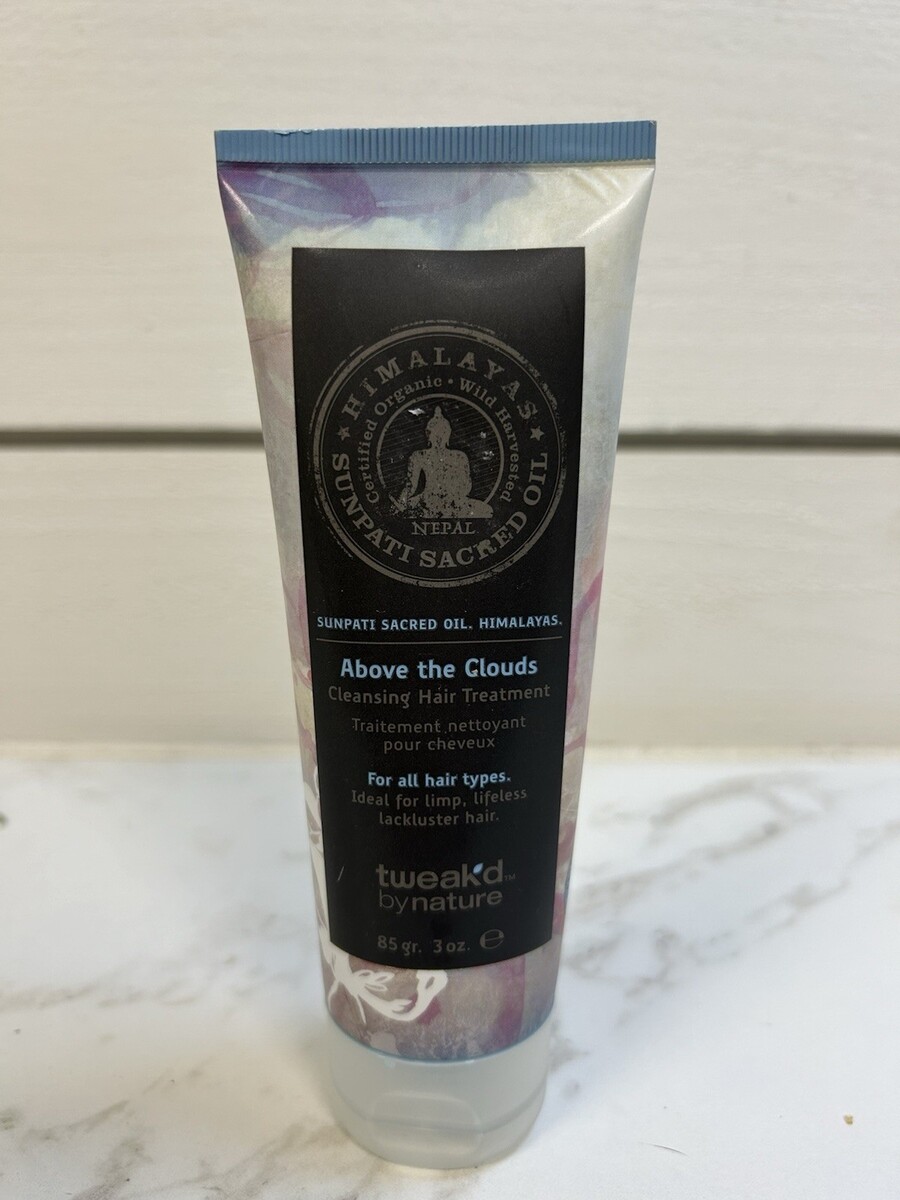 HIMALAYAS
Certified Organic • Wild Harvested
NEPAL
SUNPATI SACRED OIL
SUNPATI SACRED OIL. HIMALAYAS.
Above the Clouds
Cleansing Hair Treatment
Traitement nettoyant
pour cheveux
For all hair types.
Ideal for limp, lifeless
lackluster hair.
tweak'd™
by nature
85 gr. 3 oz. ℮